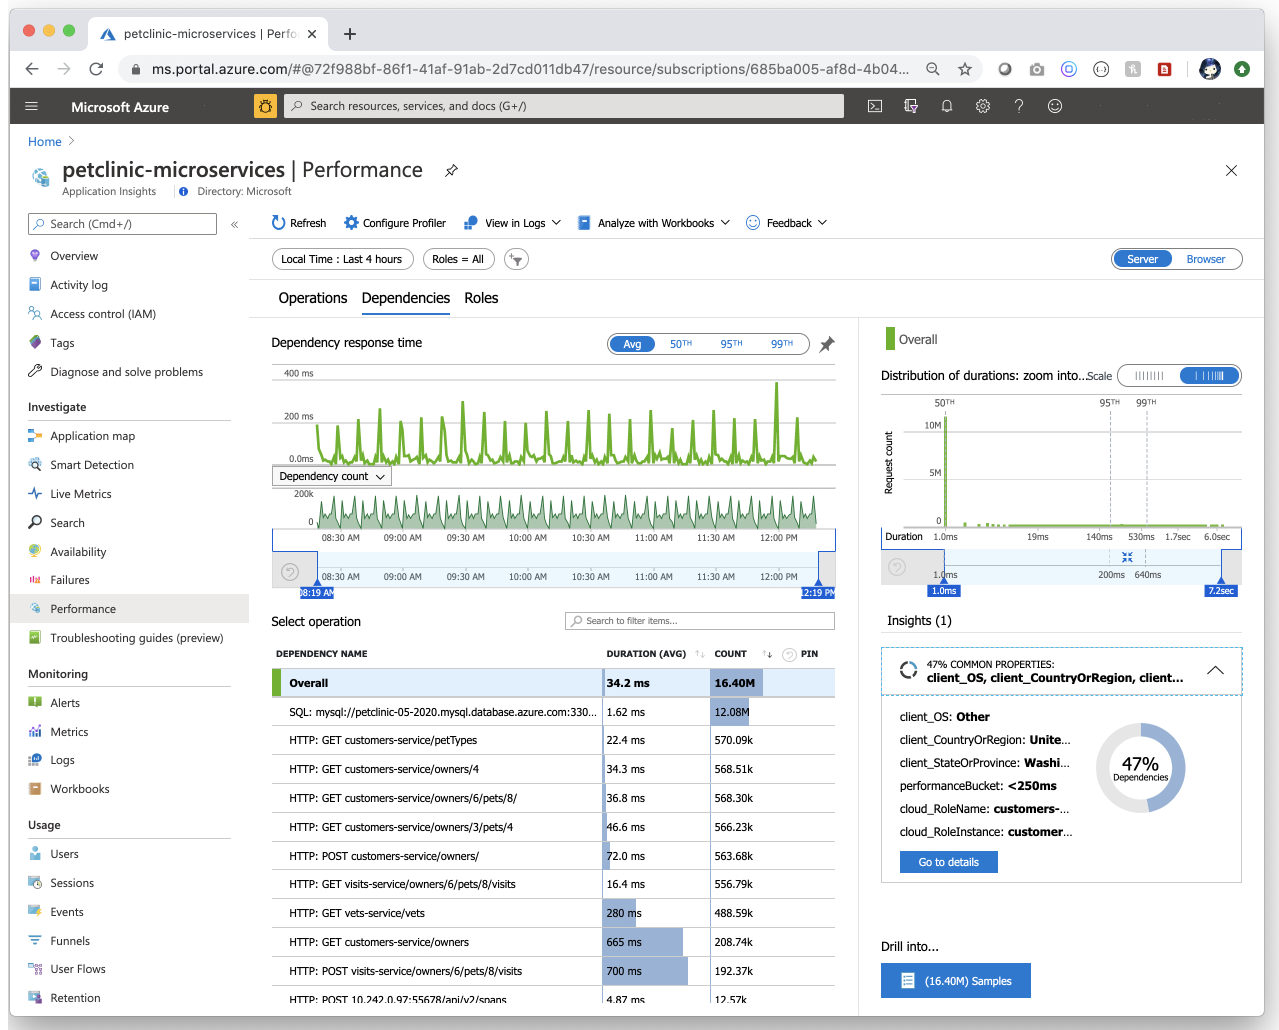 petclinic-microservices | Perfo
ms.portal.azure.com/#@72f988bf-86f1-41af-91ab-2d7cd011db47/resource/subscriptions/685ba005-af8d-4b04...
Microsoft Azure
Search resources, services, and docs (G+/)
Home
petclinic-microservices | Performance
Application Insights
Directory: Microsoft
Search (Cmd+/)
Refresh
Configure Profiler
View in Logs
Analyze with Workbooks
Feedback
Local Time : Last 4 hours
Roles = All
Server
Browser
Overview
Activity log
Access control (IAM)
Tags
Diagnose and solve problems
Investigate
Application map
Smart Detection
Live Metrics
Search
Availability
Failures
Performance
Troubleshooting guides (preview)
Monitoring
Alerts
Metrics
Logs
Workbooks
Usage
Users
Sessions
Events
Funnels
User Flows
Retention
Operations Dependencies Roles
Dependency response time
Avg 50TH 95TH 99TH
400 ms
200 ms
0.0ms
Dependency count
200k
0
08:30 AM 09:00 AM 09:30 AM 10:00 AM 10:30 AM 11:00 AM 11:30 AM 12:00 PM
08:30 AM 09:00 AM 09:30 AM 10:00 AM 10:30 AM 11:00 AM 11:30 AM 12:00 PM
08:19 AM 12:19 PM
Select operation
Search to filter items...
DEPENDENCY NAME DURATION (AVG) COUNT PIN
Overall 34.2 ms 16.40M
SQL: mysql://petclinic-05-2020.mysql.database.azure.com:330... 1.62 ms 12.08M
HTTP: GET customers-service/petTypes 22.4 ms 570.09k
HTTP: GET customers-service/owners/4 34.3 ms 568.51k
HTTP: GET customers-service/owners/6/pets/8/ 36.8 ms 568.30k
HTTP: GET customers-service/owners/3/pets/4 46.6 ms 566.23k
HTTP: POST customers-service/owners/ 72.0 ms 563.68k
HTTP: GET visits-service/owners/6/pets/8/visits 16.4 ms 556.79k
HTTP: GET vets-service/vets 280 ms 488.59k
HTTP: GET customers-service/owners 665 ms 208.74k
HTTP: POST visits-service/owners/6/pets/8/visits 700 ms 192.37k
HTTP: POST 10.242.0.97:55678/api/v2/spans 4.87 ms 12.57k
Overall
Distribution of durations: zoom into... Scale
50TH 95TH 99TH
Request count
10M
5M
0
Duration 1.0ms 19ms 140ms 530ms 1.7sec 6.0sec
1.0ms 200ms 640ms
1.0ms 7.2sec
Insights (1)
47% COMMON PROPERTIES:
client_OS, client_CountryOrRegion, client...
client_OS: Other
client_CountryOrRegion: Unite...
client_StateOrProvince: Washi...
performanceBucket: <250ms
cloud_RoleName: customers-...
cloud_RoleInstance: customer...
47%
Dependencies
Go to details
Drill into...
(16.40M) Samples